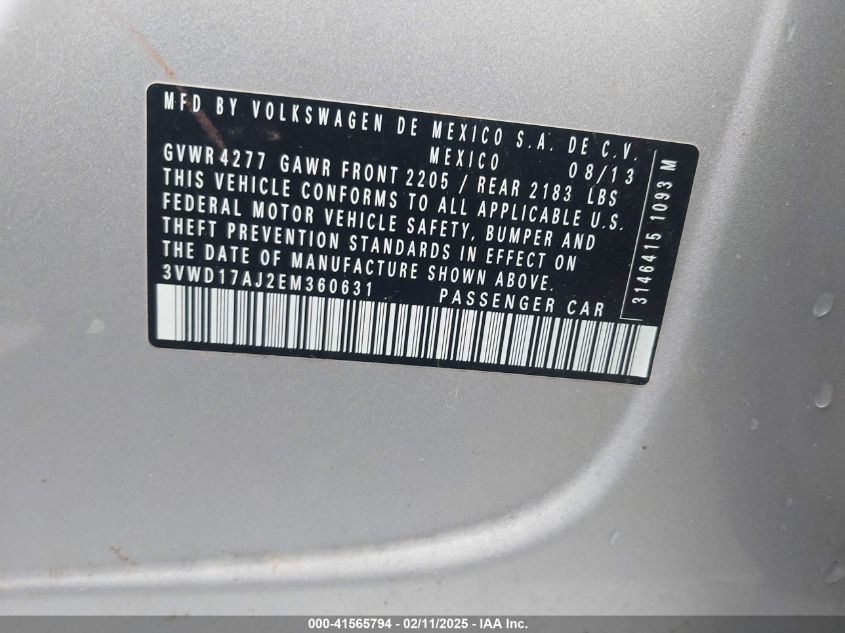 MFD BY VOLKSWAGEN DE MEXICO S.A. DE C.V.
MEXICO 08/13
GVWR 4277 GAWR FRONT 2205 / REAR 2183 LBS
THIS VEHICLE CONFORMS TO ALL APPLICABLE U.S.
FEDERAL MOTOR VEHICLE SAFETY, BUMPER AND
THEFT PREVENTION STANDARDS IN EFFECT ON
THE DATE OF MANUFACTURE SHOWN ABOVE.
3VWD17AJ2EM360631 PASSENGER CAR
3146415 1093 M
000-41565794 - 02/11/2025 - IAA Inc.